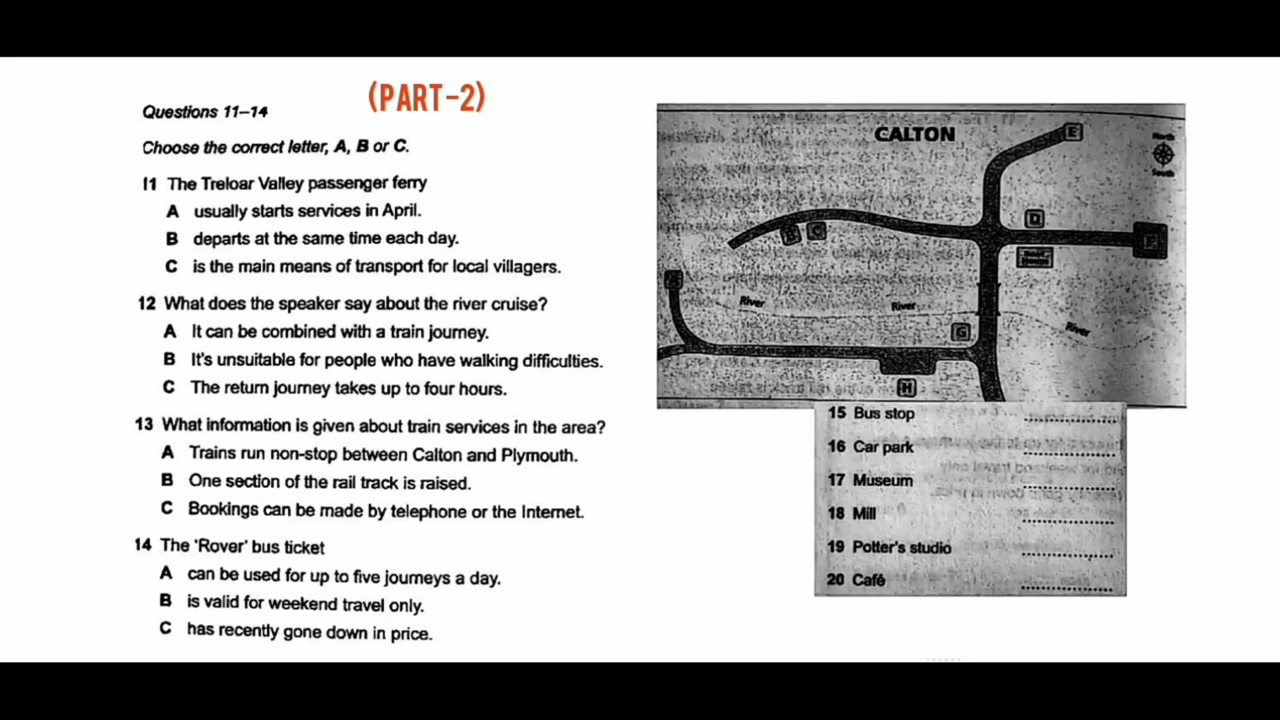 (PART-2)
Questions 11–14
Choose the correct letter, A, B or C.
11 The Treloar Valley passenger ferry
A usually starts services in April.
B departs at the same time each day.
C is the main means of transport for local villagers.
12 What does the speaker say about the river cruise?
A It can be combined with a train journey.
B It's unsuitable for people who have walking difficulties.
C The return journey takes up to four hours.
13 What information is given about train services in the area?
A Trains run non-stop between Calton and Plymouth.
B One section of the rail track is raised.
C Bookings can be made by telephone or the Internet.
14 The 'Rover' bus ticket
A can be used for up to five journeys a day.
B is valid for weekend travel only.
C has recently gone down in price.
CALTON
North
South
E
D
B
C
F
A
River
River
River
G
H
15 Bus stop ....................
16 Car park ....................
17 Museum ....................
18 Mill ....................
19 Potter's studio ....................
20 Café ....................